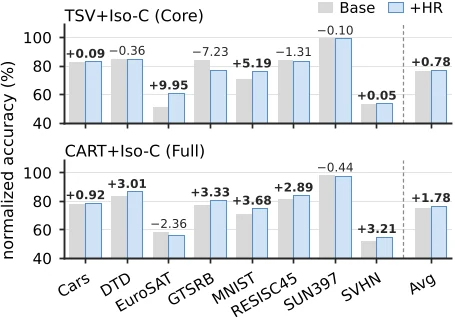 Base +HR
TSV+Iso-C (Core)
normalized accuracy (%)
100
80
60
40
+0.09 −0.36 +9.95 −7.23 +5.19 −1.31 −0.10 +0.05 +0.78
CART+Iso-C (Full)
100
80
60
40
+0.92 +3.01 −2.36 +3.33 +3.68 +2.89 −0.44 +3.21 +1.78
Cars DTD EuroSAT GTSRB MNIST RESISC45 SUN397 SVHN Avg